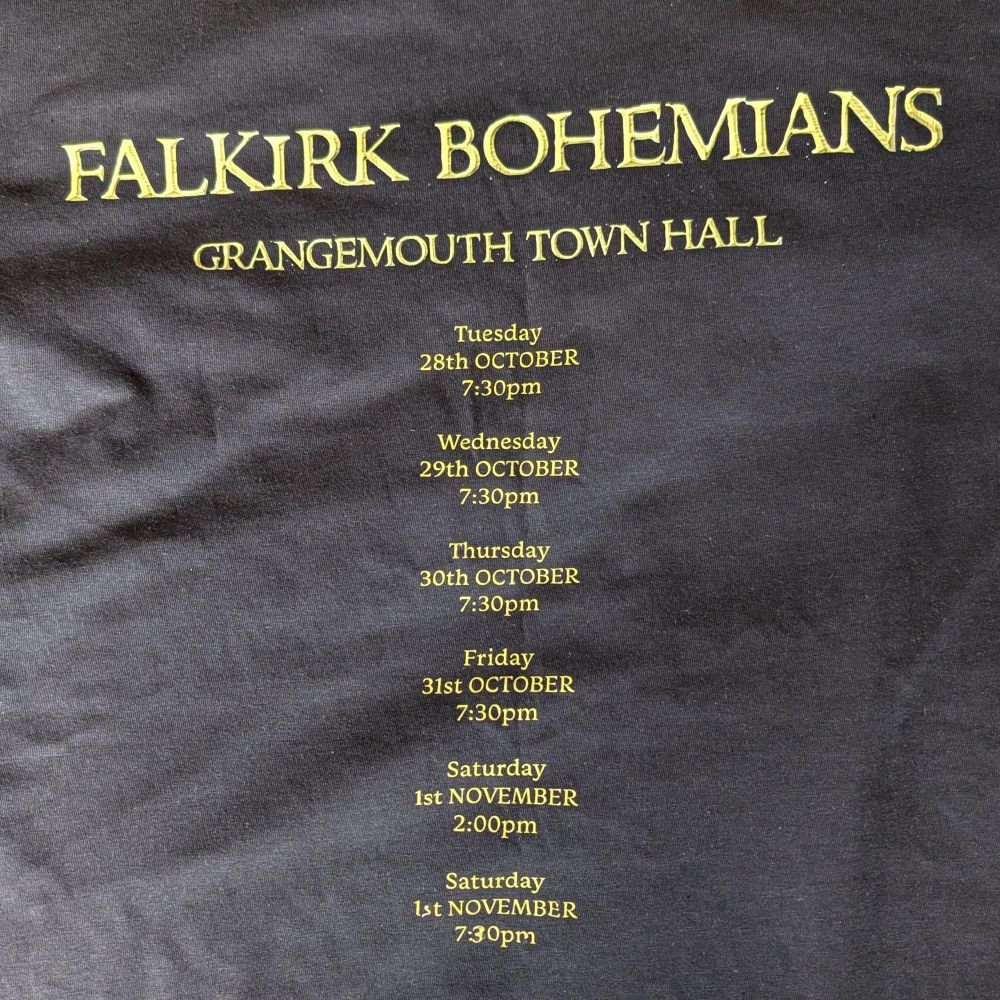 FALKIRK BOHEMIANS
GRANGEMOUTH TOWN HALL
Tuesday
28th OCTOBER
7:30pm
Wednesday
29th OCTOBER
7:30pm
Thursday
30th OCTOBER
7:30pm
Friday
31st OCTOBER
7:30pm
Saturday
1st NOVEMBER
2:00pm
Saturday
1st NOVEMBER
7:30pm